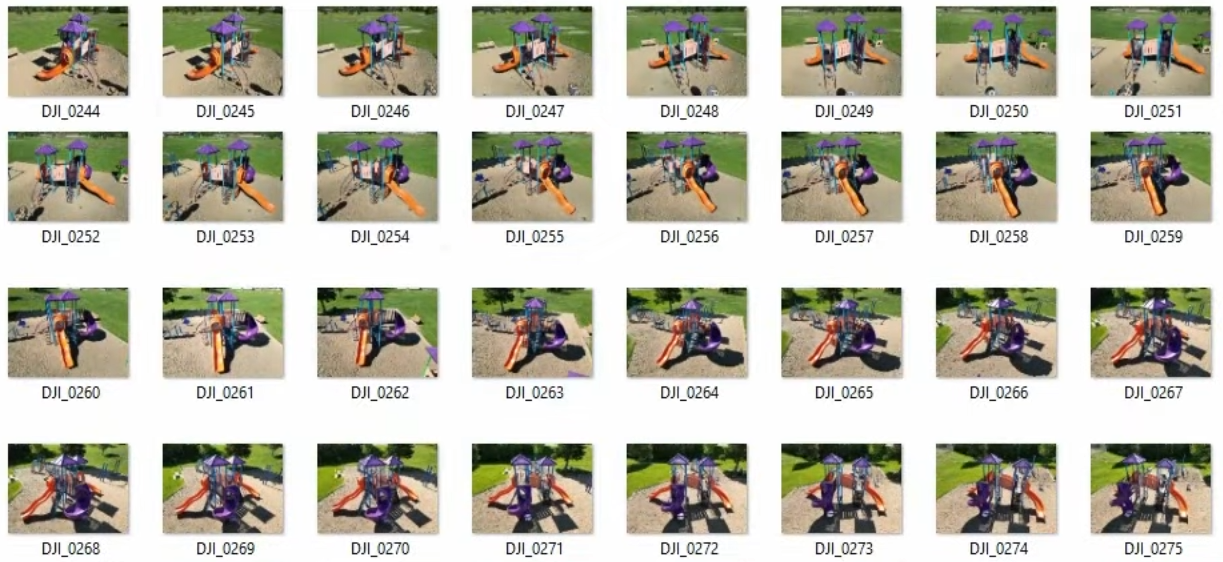 DJI_0244 DJI_0245 DJI_0246 DJI_0247 DJI_0248 DJI_0249 DJI_0250 DJI_0251
DJI_0252 DJI_0253 DJI_0254 DJI_0255 DJI_0256 DJI_0257 DJI_0258 DJI_0259
DJI_0260 DJI_0261 DJI_0262 DJI_0263 DJI_0264 DJI_0265 DJI_0266 DJI_0267
DJI_0268 DJI_0269 DJI_0270 DJI_0271 DJI_0272 DJI_0273 DJI_0274 DJI_0275